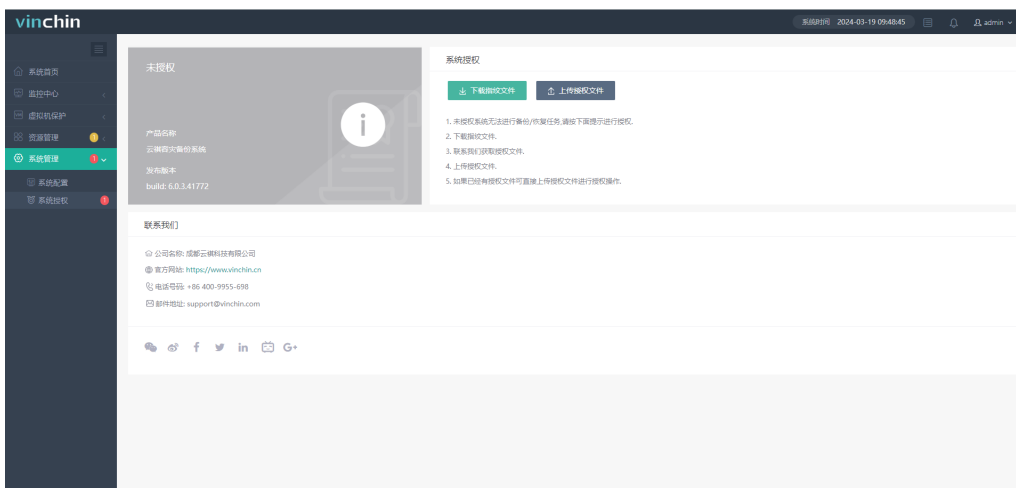 vinchin
系统时间 2024-03-19 09:48:45
admin
系统首页
监控中心
虚拟机保护
资源管理 1
系统管理 1
系统配置
系统授权 1
未授权
产品名称
云祺容灾备份系统
发布版本
build: 6.0.3.41772
系统授权
下载指纹文件 上传授权文件
1. 未授权系统无法进行备份/恢复任务,请按下面提示进行授权.
2. 下载指纹文件.
3. 联系我们获取授权文件.
4. 上传授权文件.
5. 如果已经有授权文件可直接上传授权文件进行授权操作.
联系我们
公司名称: 成都云祺科技有限公司
官方网站: https://www.vinchin.cn
电话号码: +86 400-9955-698
邮件地址: support@vinchin.com